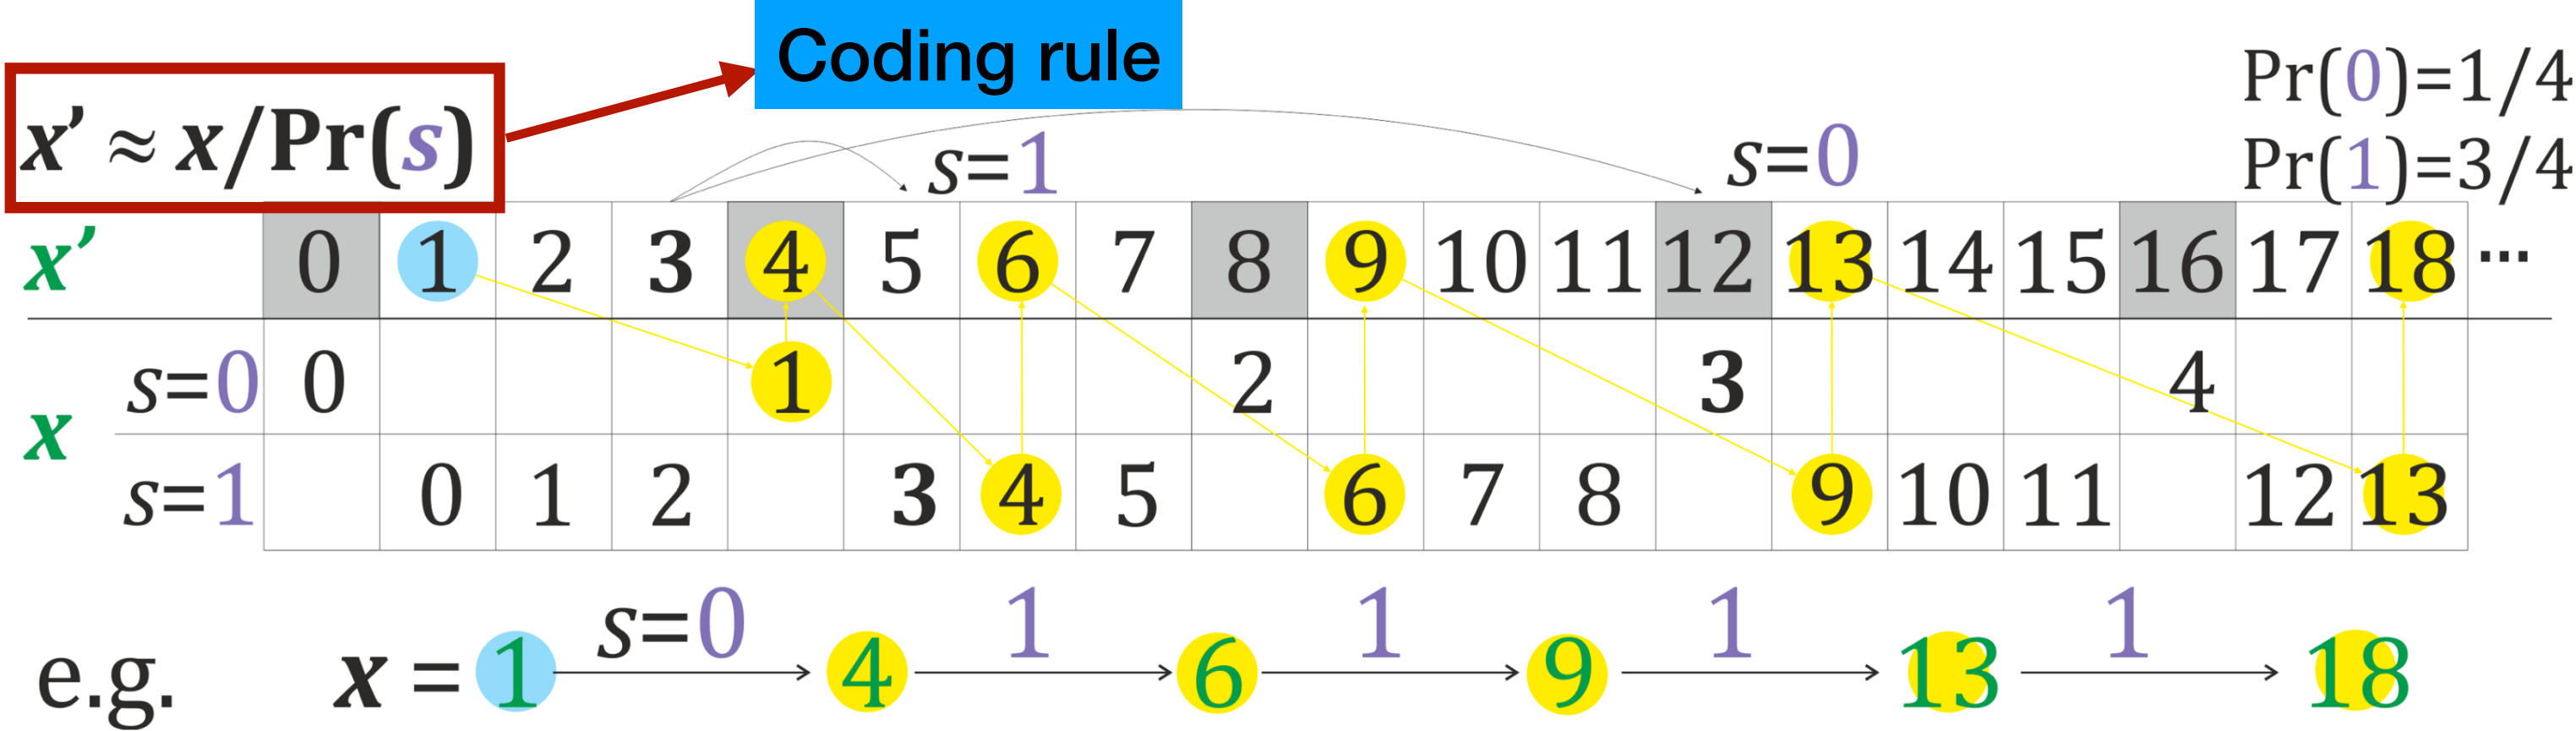 Coding rule
Pr(0)=1/4
x’ ≈ x/Pr(s)
s=1
s=0
Pr(1)=3/4
x’ 0 1 2 3 4 5 6 7 8 9 10 11 12 13 14 15 16 17 18 ...
x
s=0 0 1 2 3 4
s=1 0 1 2 3 4 5 6 7 8 9 10 11 12 13
s=0 1 1 1 1
e.g. x = 1 4 6 9 13 18